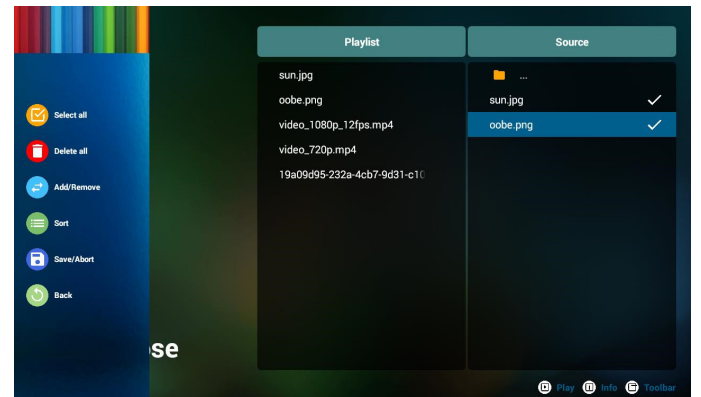 Playlist
Source
sun.jpg
oobe.png
video_1080p_12fps.mp4
video_720p.mp4
19a09d95-232a-4cb7-9d31-c10
...
sun.jpg
oobe.png
Select all
Delete all
Add/Remove
Sort
Save/Abort
Back
se
Play
Info
Toolbar